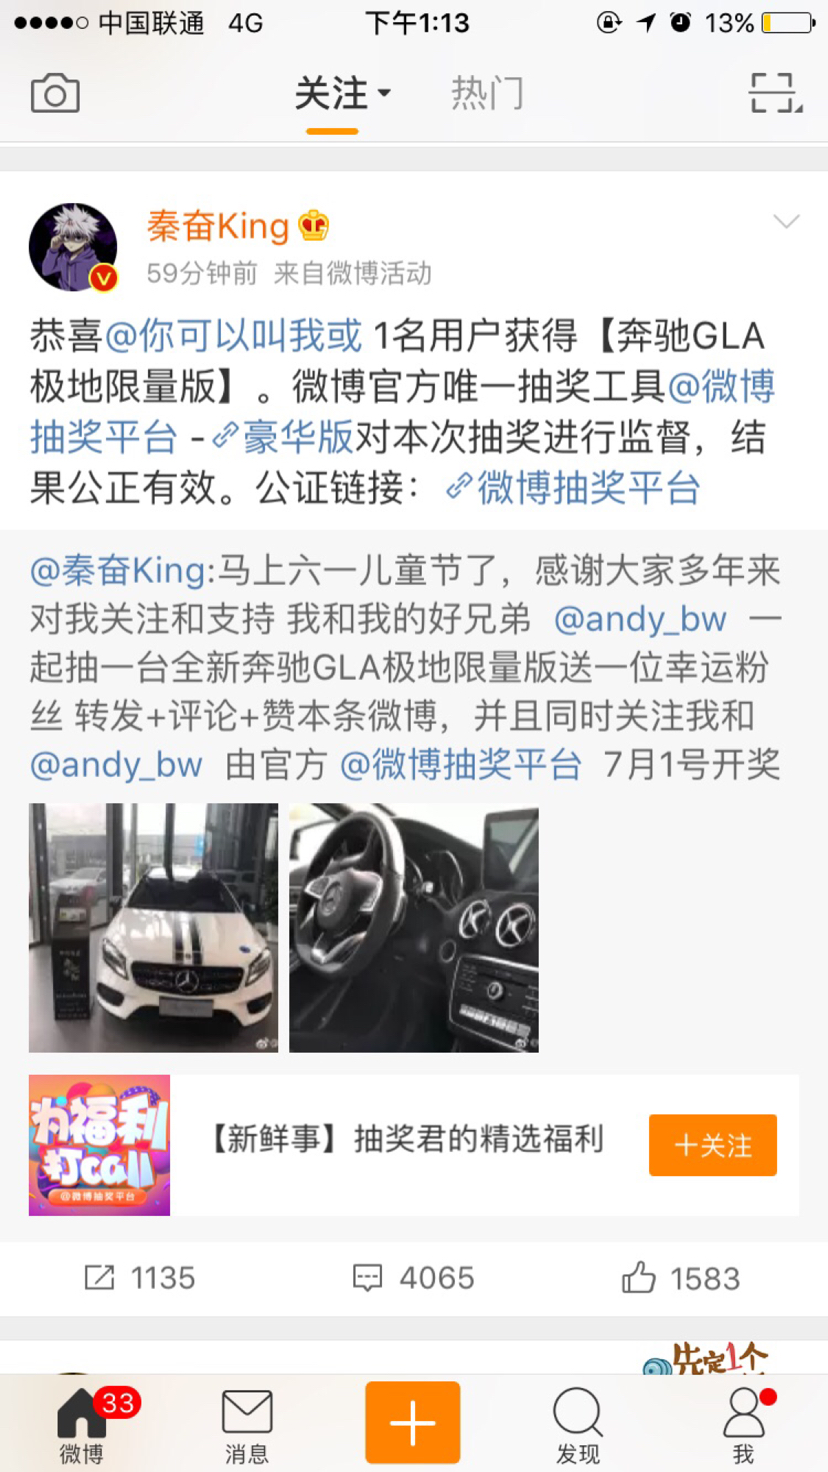 中国联通 4G 下午1:13 13%
关注 热门
秦奋King
59分钟前 来自微博活动
恭喜@你可以叫我或 1名用户获得【奔驰GLA
极地限量版】。微博官方唯一抽奖工具@微博
抽奖平台 -豪华版对本次抽奖进行监督，结
果公正有效。公证链接： 微博抽奖平台
@秦奋King:马上六一儿童节了，感谢大家多年来
对我关注和支持 我和我的好兄弟 @andy_bw 一
起抽一台全新奔驰GLA极地限量版送一位幸运粉
丝 转发+评论+赞本条微博，并且同时关注我和
@andy_bw 由官方 @微博抽奖平台 7月1号开奖
为福利
打call
@微博抽奖平台
【新鲜事】抽奖君的精选福利
+关注
1135 4065 1583
先定1个
33
微博 消息 发现 我